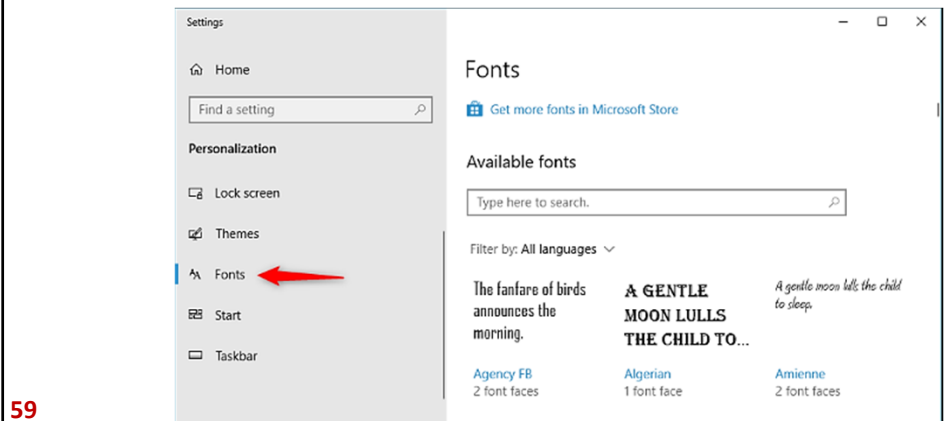 Settings
Home
Find a setting
Personalization
Lock screen
Themes
Fonts
Start
Taskbar
Fonts
Get more fonts in Microsoft Store
Available fonts
Type here to search.
Filter by: All languages
The fanfare of birds
announces the
morning.
Agency FB
2 font faces
A GENTLE
MOON LULLS
THE CHILD TO...
Algerian
1 font face
A gentle moon lulls the child
to sleep.
Amienne
2 font faces
59